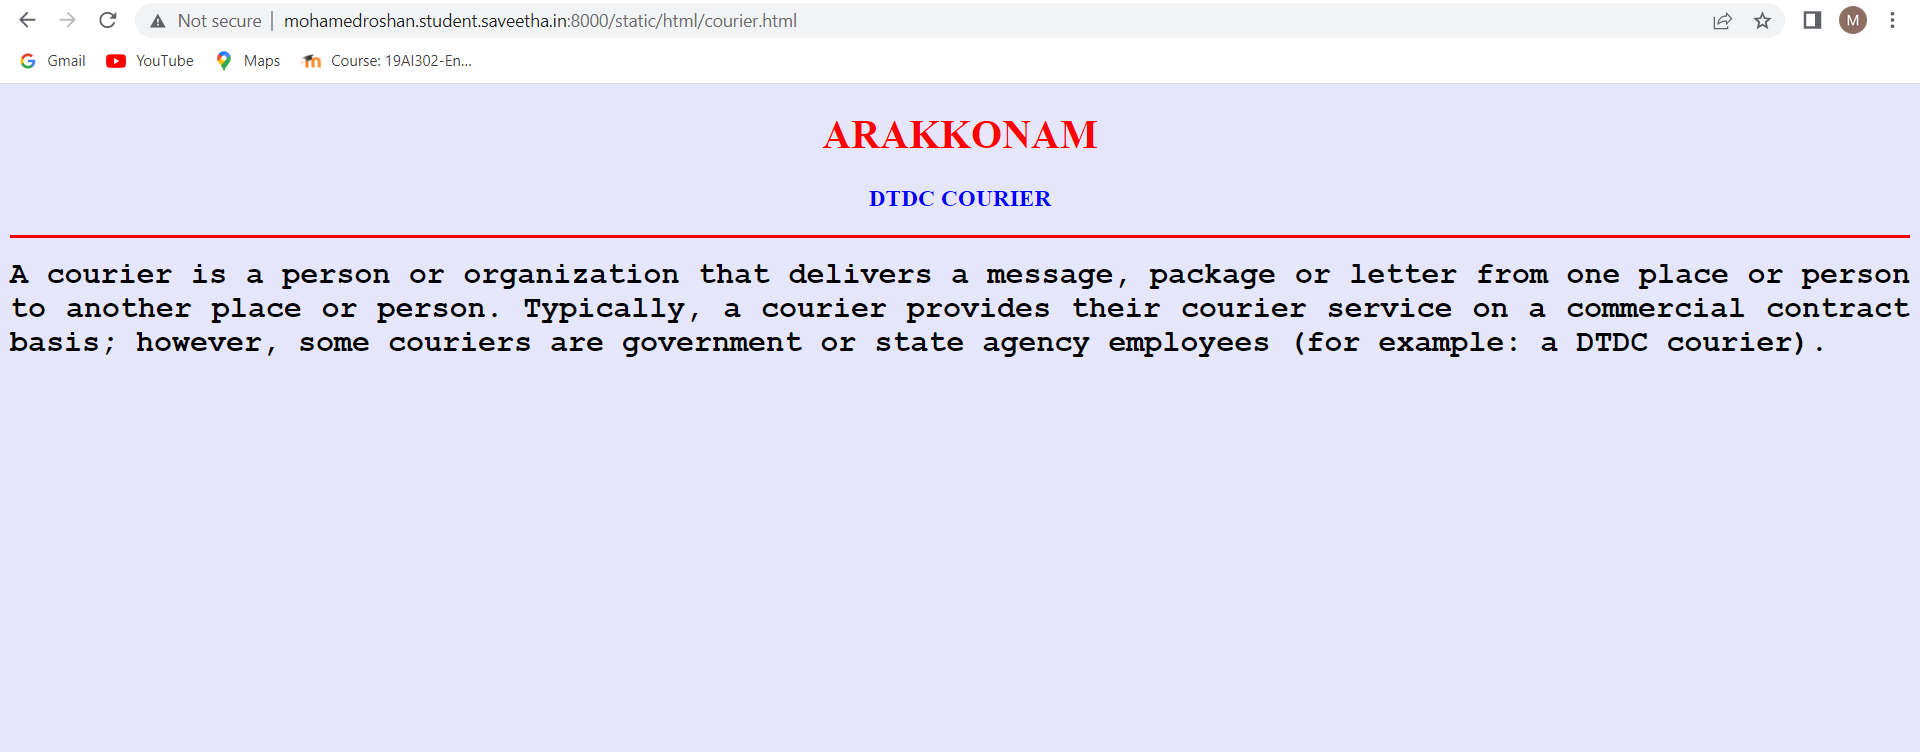 Not secure | mohamedroshan.student.saveetha.in:8000/static/html/courier.html
M
Gmail YouTube Maps Course: 19AI302-En...
ARAKKONAM
DTDC COURIER
A courier is a person or organization that delivers a message, package or letter from one place or person
to another place or person. Typically, a courier provides their courier service on a commercial contract
basis; however, some couriers are government or state agency employees (for example: a DTDC courier).